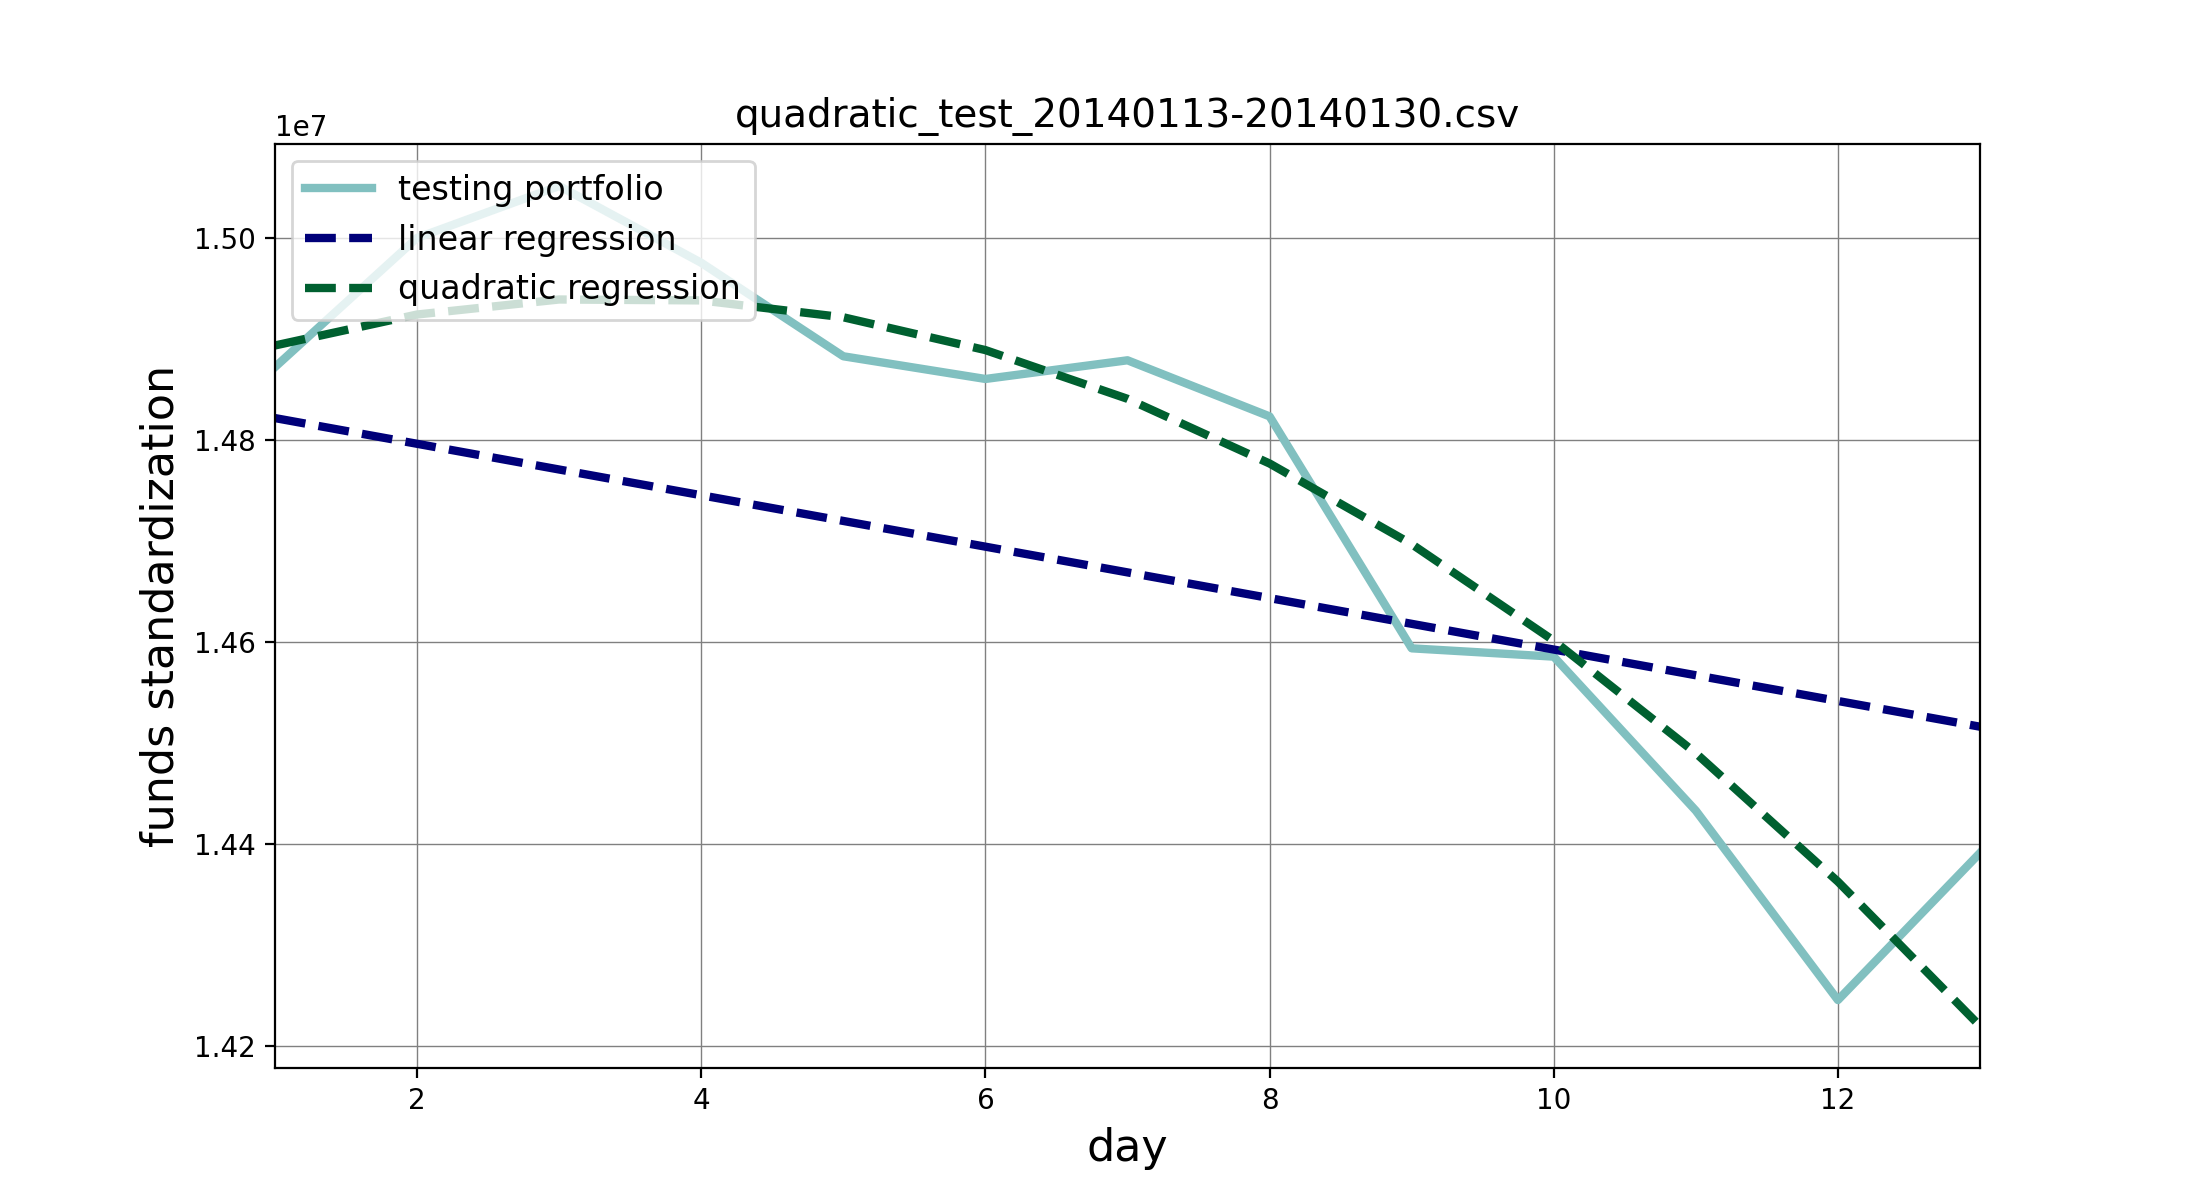 quadratic_test_20140113-20140130.csv
1e7
testing portfolio
linear regression
quadratic regression
1.50
1.48
1.46
1.44
1.42
funds standardization
2 4 6 8 10 12
day